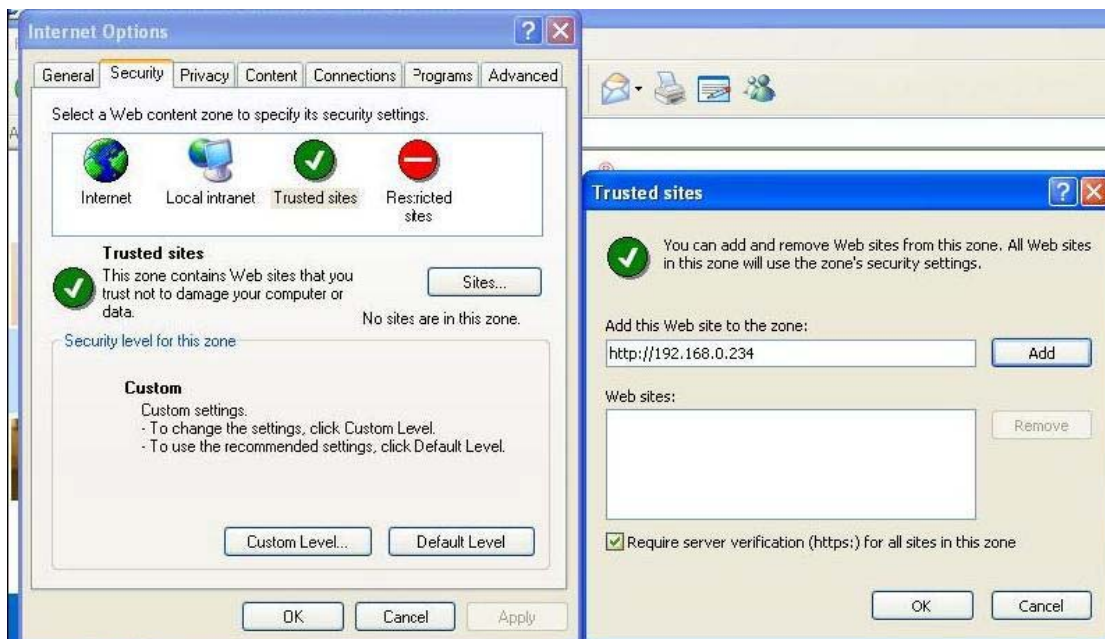 Internet Options
General Security Privacy Content Connections Programs Advanced
Select a Web content zone to specify its security settings.
Internet
Local intranet
Trusted sites
Restricted
sites
Trusted sites
This zone contains Web sites that you
trust not to damage your computer or
data.
Sites...
No sites are in this zone.
Security level for this zone
Custom
Custom settings.
- To change the settings, click Custom Level.
- To use the recommended settings, click Default Level.
Custom Level...
Default Level
OK
Cancel
Apply
Trusted sites
You can add and remove Web sites from this zone. All Web sites
in this zone will use the zone's security settings.
Add this Web site to the zone:
http://192.168.0.234
Add
Web sites:
Remove
Require server verification (https:) for all sites in this zone
OK
Cancel